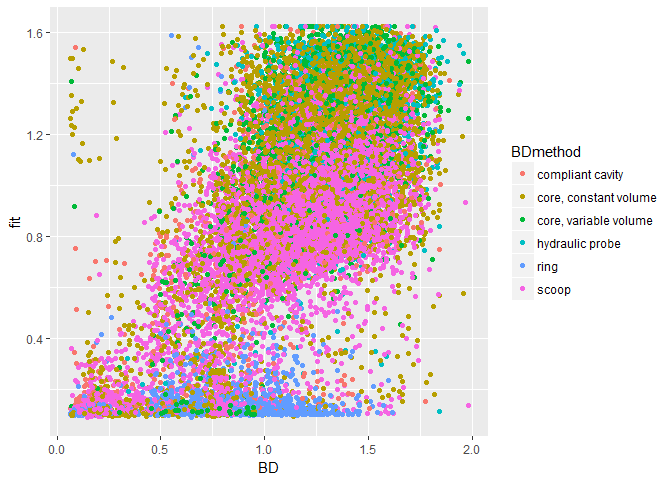 1.6
1.2
0.8
0.4
fit
0.0
0.5
1.0
1.5
2.0
BD
BDmethod
compliant cavity
core, constant volume
core, variable volume
hydraulic probe
ring
scoop